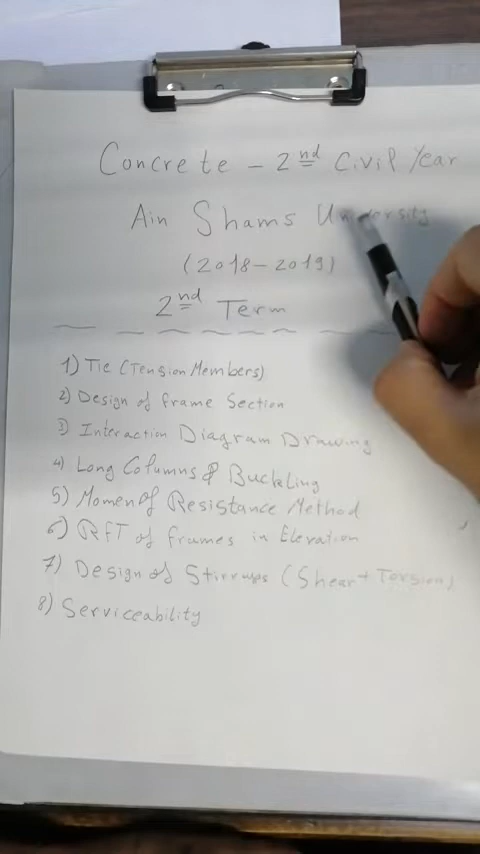 Concrete - 2nd Civil Year
Ain Shams University
(2018-2019)
2nd Term
1) Tie (Tension Members)
2) Design of Frame Section
3) Interaction Diagram Drawing
4) Long Columns & Buckling
5) Moment of Resistance Method
6) RFT of Frames in Elevation
7) Design of Stirrups (Shear + Torsion)
8) Serviceability